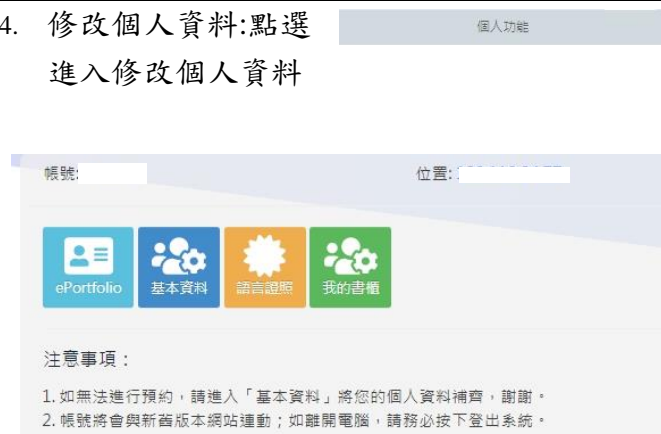 4. 修改個人資料:點選
個人功能
進入修改個人資料
帳號:
位置:
ePortfolio
基本資料
語言證照
我的書櫃
注意事項：
1. 如無法進行預約，請進入「基本資料」將您的個人資料補齊，謝謝。
2. 帳號將會與新舊版本網站連動；如離開電腦，請務必按下登出系統。